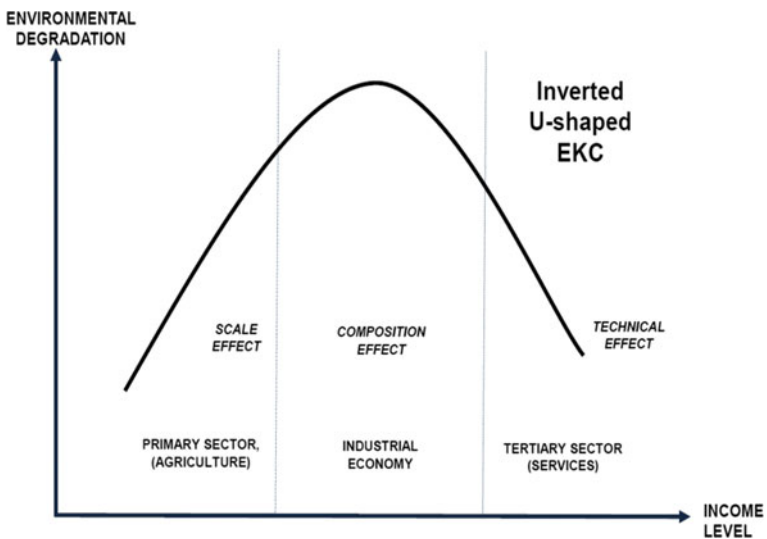 ENVIRONMENTAL
DEGRADATION
Inverted
U-shaped
EKC
SCALE
EFFECT
COMPOSITION
EFFECT
TECHNICAL
EFFECT
PRIMARY SECTOR,
(AGRICULTURE)
INDUSTRIAL
ECONOMY
TERTIARY SECTOR
(SERVICES)
INCOME
LEVEL